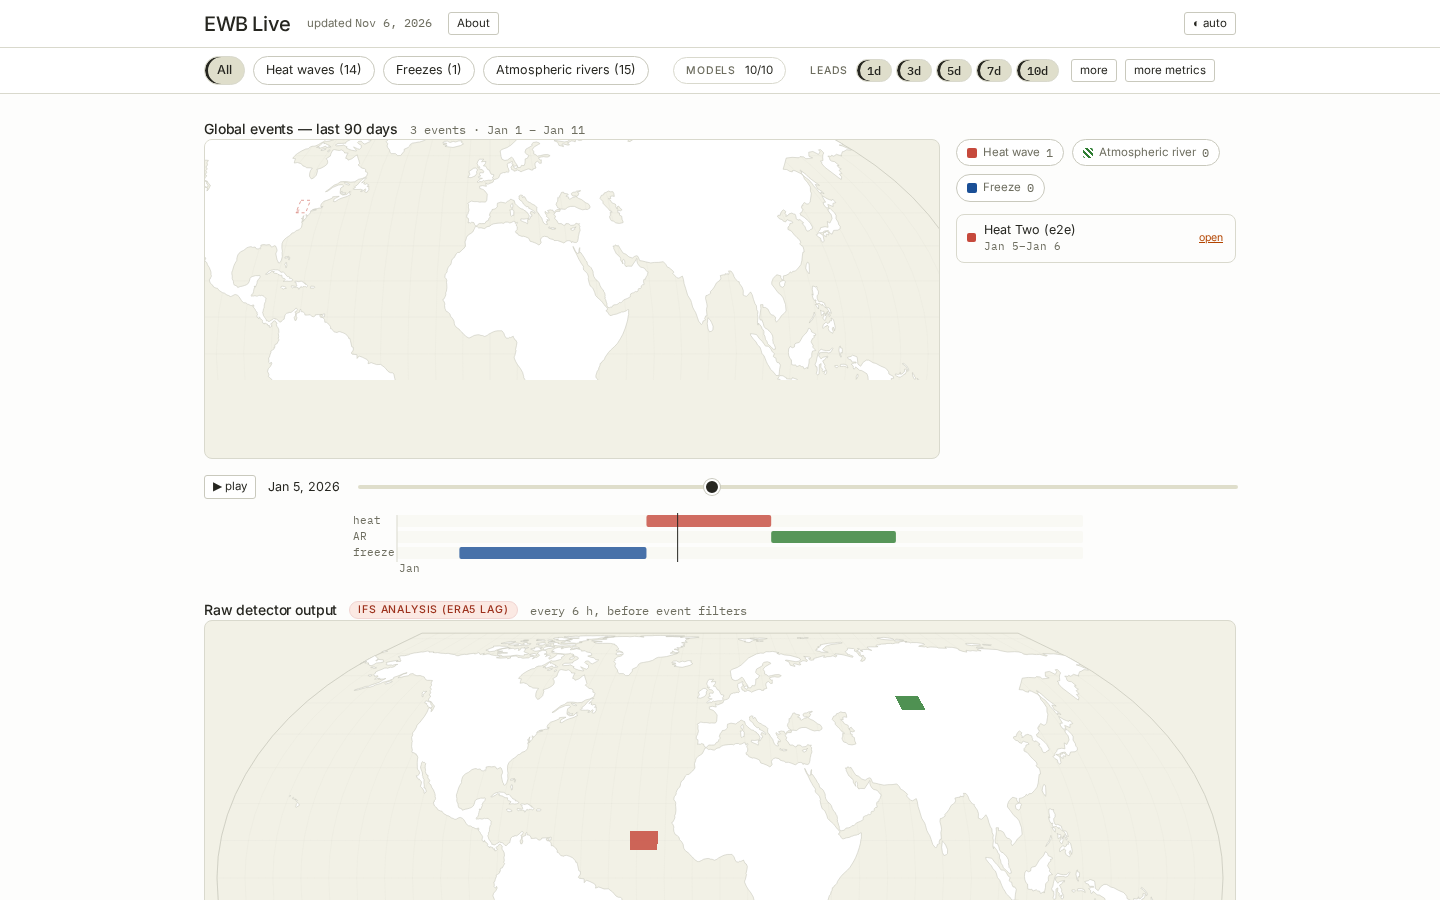 EWB Live updated Nov 6, 2026 About auto
All Heat waves (14) Freezes (1) Atmospheric rivers (15) MODELS 10/10 LEADS 1d 3d 5d 7d 10d more more metrics
Global events — last 90 days 3 events · Jan 1 – Jan 11
Heat wave 1 Atmospheric river 0
Freeze 0
Heat Two (e2e)
Jan 5–Jan 6
open
▶ play Jan 5, 2026
heat
AR
freeze
Jan
Raw detector output IFS ANALYSIS (ERA5 LAG) every 6 h, before event filters